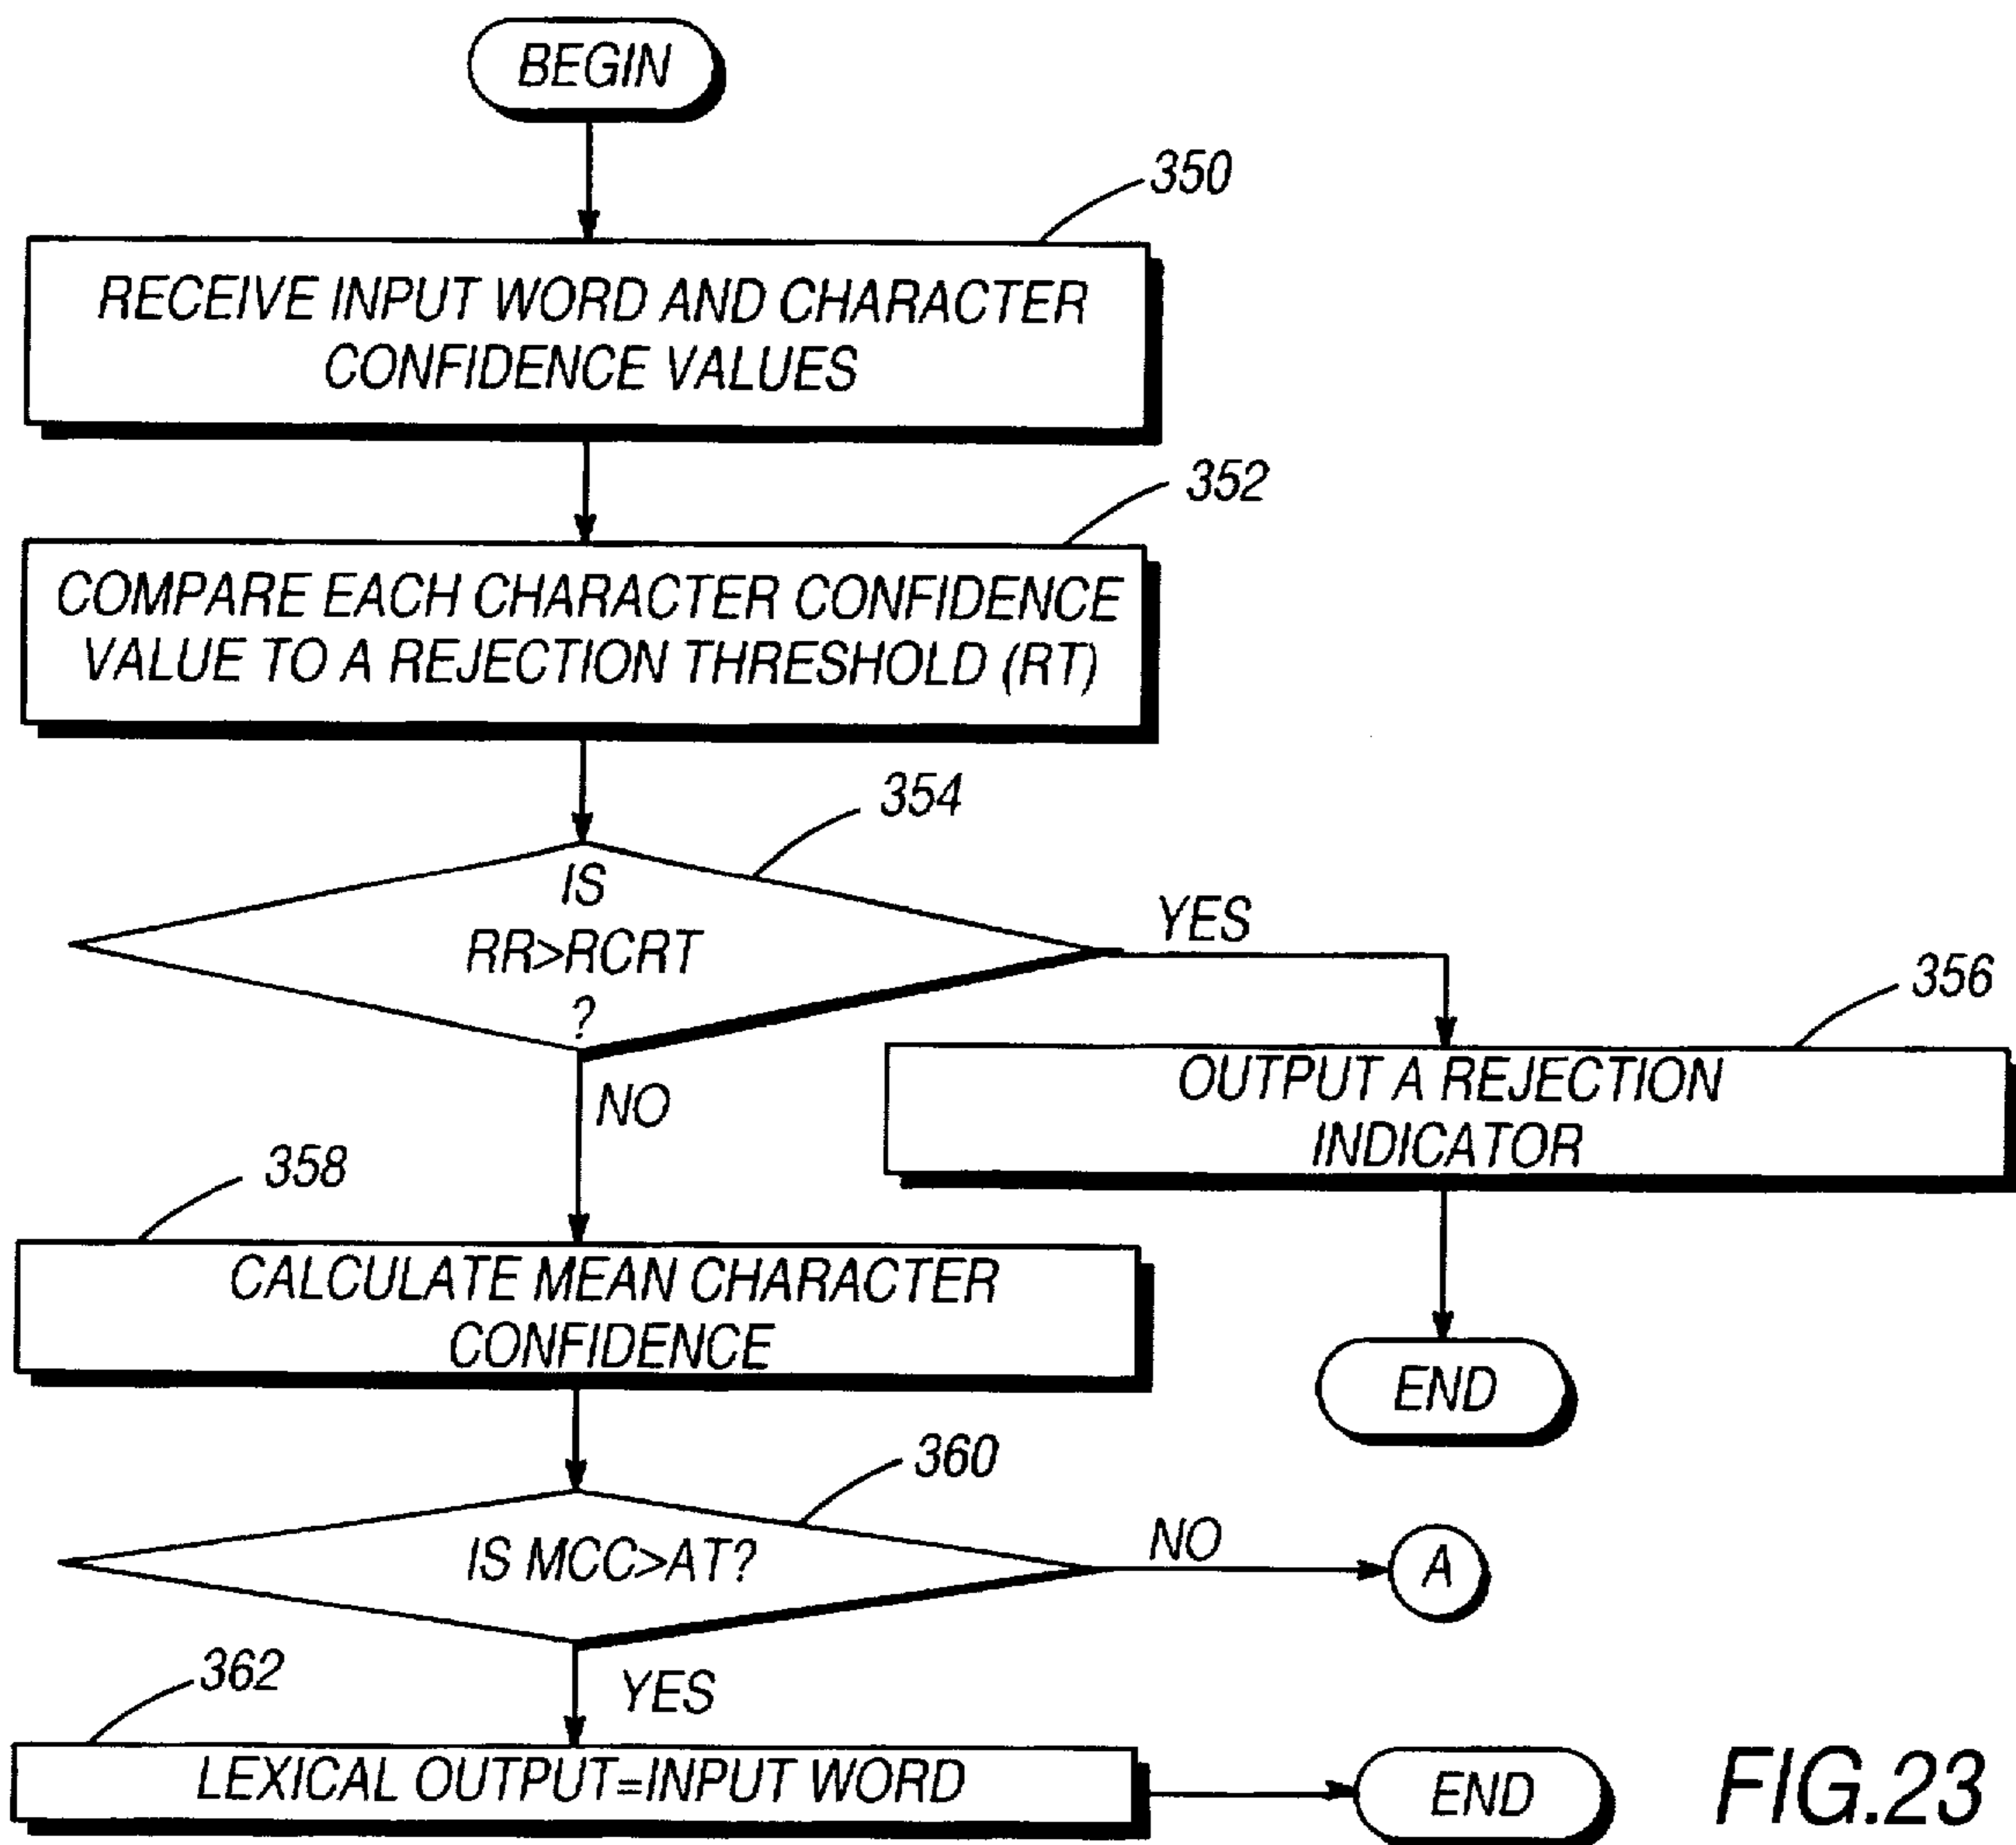 BEGIN
350
RECEIVE INPUT WORD AND CHARACTER
CONFIDENCE VALUES
352
COMPARE EACH CHARACTER CONFIDENCE
VALUE TO A REJECTION THRESHOLD (RT)
354
IS
RR>RCRT
?
YES
356
OUTPUT A REJECTION
INDICATOR
NO
358
CALCULATE MEAN CHARACTER
CONFIDENCE
END
360
IS MCC>AT?
NO
A
362
YES
LEXICAL OUTPUT=INPUT WORD
END
FIG.23